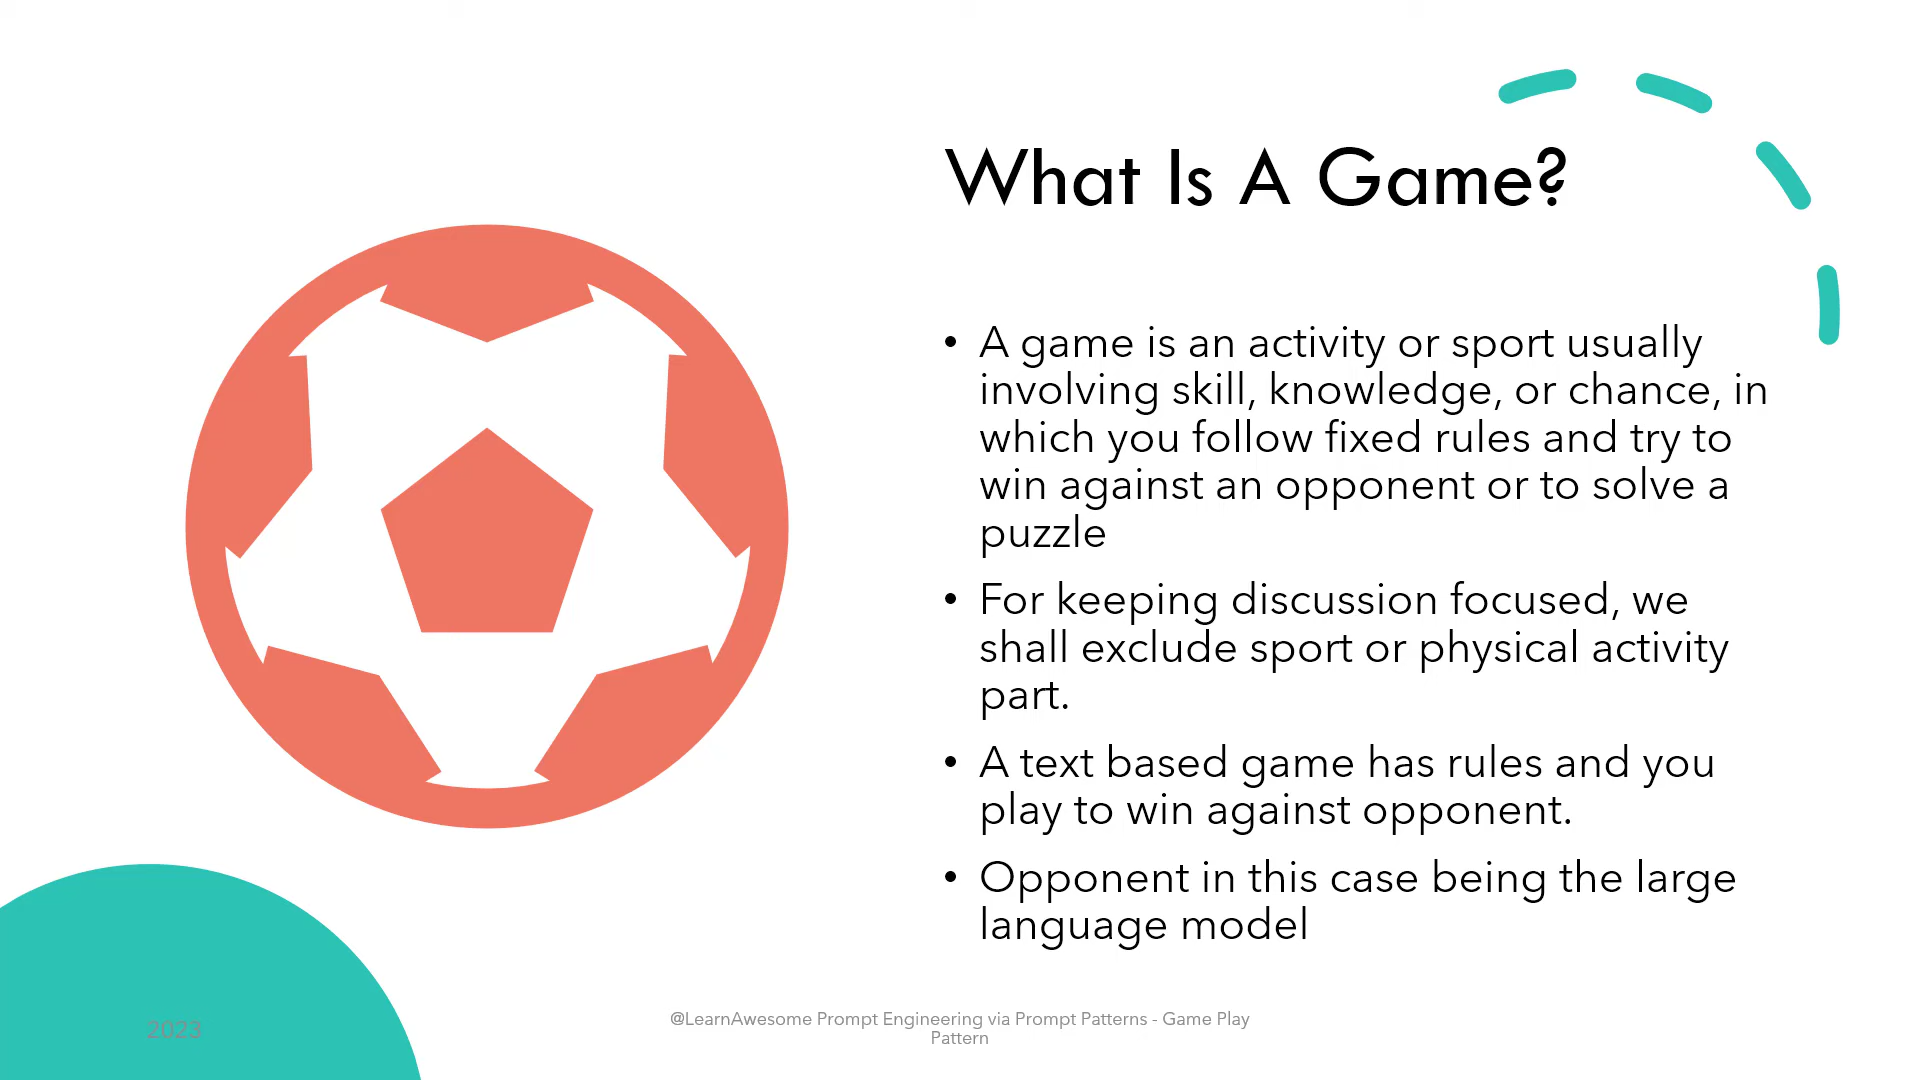 What Is A Game?
• A game is an activity or sport usually
involving skill, knowledge, or chance, in
which you follow fixed rules and try to
win against an opponent or to solve a
puzzle
• For keeping discussion focused, we
shall exclude sport or physical activity
part.
• A text based game has rules and you
play to win against opponent.
• Opponent in this case being the large
language model
2023
@LearnAwesome Prompt Engineering via Prompt Patterns - Game Play
Pattern